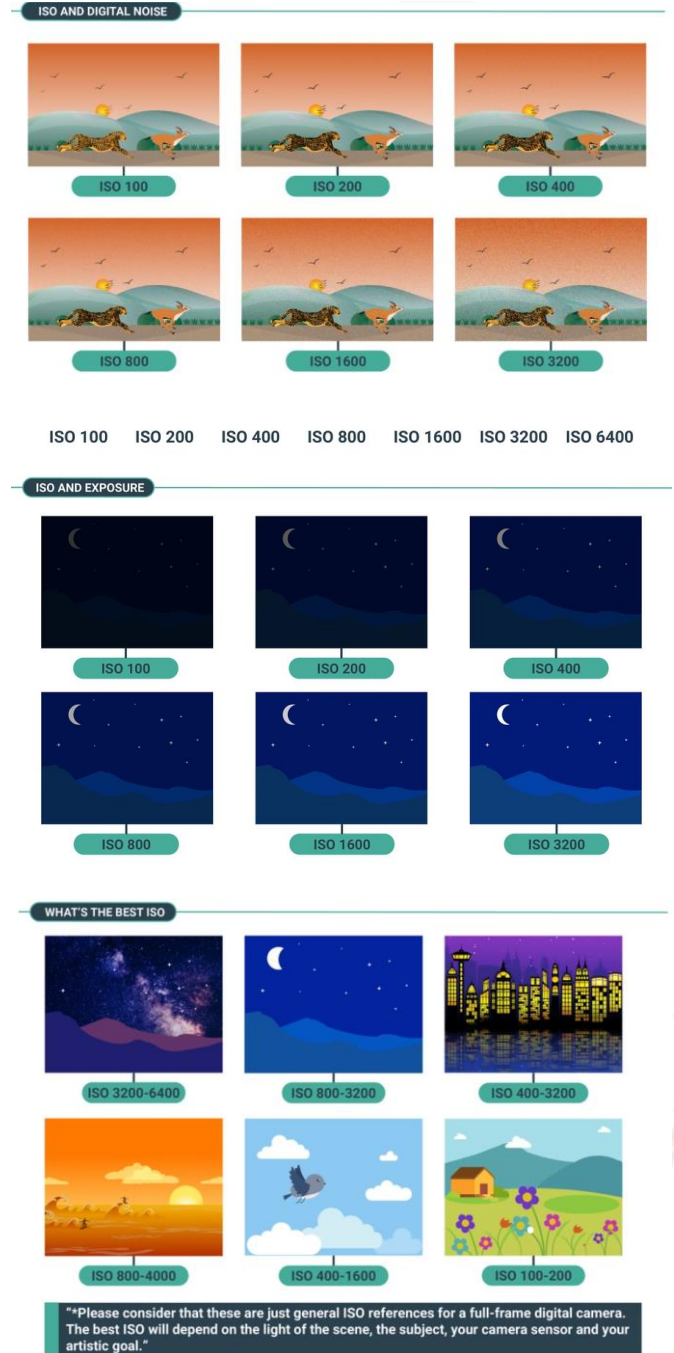 ISO AND DIGITAL NOISE
ISO 100
ISO 200
ISO 400
ISO 800
ISO 1600
ISO 3200
ISO 100 ISO 200 ISO 400 ISO 800 ISO 1600 ISO 3200 ISO 6400
ISO AND EXPOSURE
ISO 100
ISO 200
ISO 400
ISO 800
ISO 1600
ISO 3200
WHAT'S THE BEST ISO
ISO 3200-6400
ISO 800-3200
ISO 400-3200
ISO 800-4000
ISO 400-1600
ISO 100-200
“*Please consider that these are just general ISO references for a full-frame digital camera.
The best ISO will depend on the light of the scene, the subject, your camera sensor and your
artistic goal.“